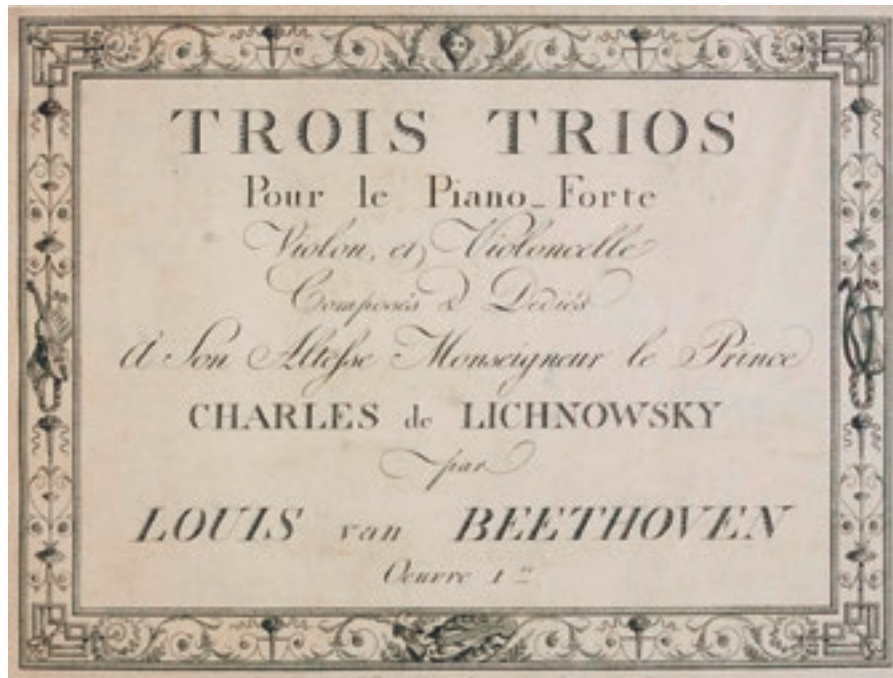 TROIS TRIOS
Pour le Piano_Forte
Violon, et Violoncelle
Composés & Dediés
à Son Altesse Monseigneur le Prince
CHARLES de LICHNOWSKY
par
LOUIS van BEETHOVEN
Oeuvre 1re